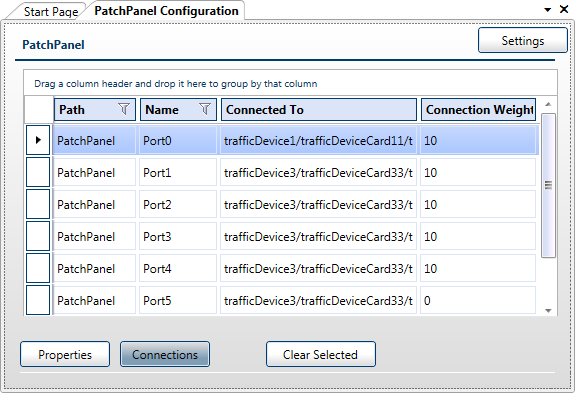 Start Page PatchPanel Configuration
PatchPanel Settings
Drag a column header and drop it here to group by that column
Path Name Connected To Connection Weight
PatchPanel Port0 trafficDevice1/trafficDeviceCard11/t 10
PatchPanel Port1 trafficDevice3/trafficDeviceCard33/t 10
PatchPanel Port2 trafficDevice3/trafficDeviceCard33/t 10
PatchPanel Port3 trafficDevice3/trafficDeviceCard33/t 10
PatchPanel Port4 trafficDevice3/trafficDeviceCard33/t 10
PatchPanel Port5 trafficDevice3/trafficDeviceCard33/t 0
Properties Connections Clear Selected